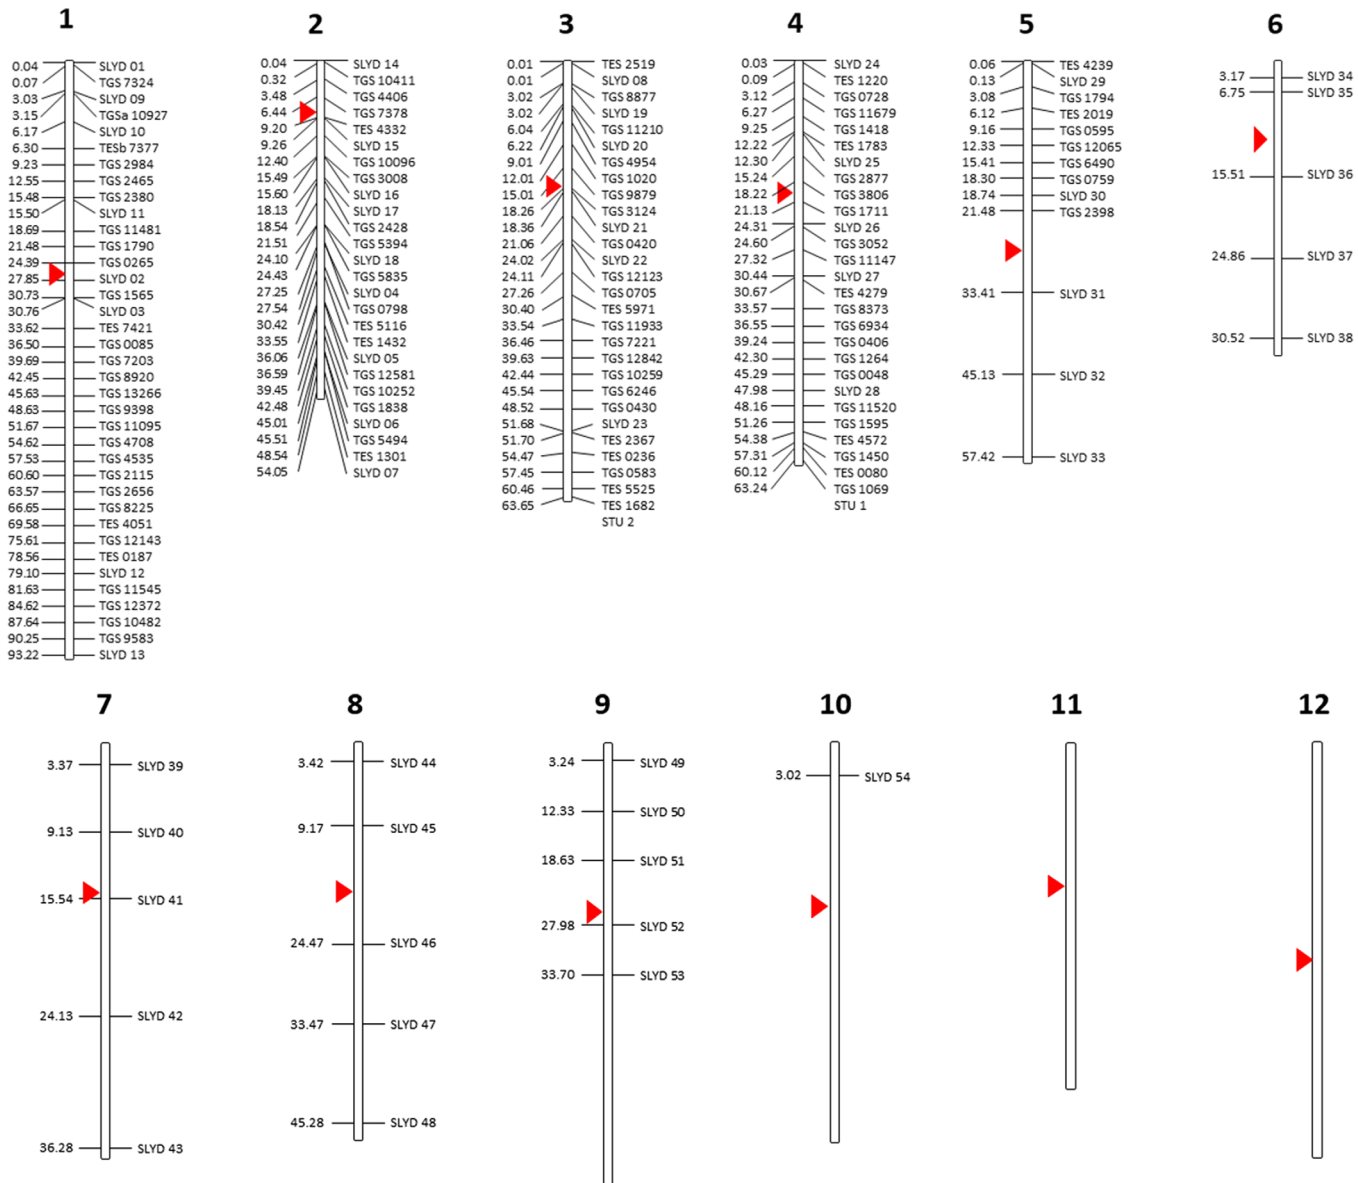 1
0.04 SLYD 01
0.07 TGS 7324
3.03 SLYD 09
3.15 TGSa 10927
6.17 SLYD 10
6.30 TESb 7377
9.23 TGS 2984
12.55 TGS 2465
15.48 TGS 2380
15.50 SLYD 11
18.69 TGS 11481
21.48 TGS 1790
24.39 TGS 0265
27.85 SLYD 02
30.73 TGS 1565
30.76 SLYD 03
33.62 TES 7421
36.50 TGS 0085
39.69 TGS 7203
42.45 TGS 8920
45.63 TGS 13266
48.63 TGS 9398
51.67 TGS 11095
54.62 TGS 4708
57.53 TGS 4535
60.60 TGS 2115
63.57 TGS 2656
66.65 TGS 8225
69.58 TES 4051
75.61 TGS 12143
78.56 TES 0187
79.10 SLYD 12
81.63 TGS 11545
84.62 TGS 12372
87.64 TGS 10482
90.25 TGS 9583
93.22 SLYD 13
2
0.04 SLYD 14
0.32 TGS 10411
3.48 TGS 4406
6.44 TGS 7378
9.20 TES 4332
9.26 SLYD 15
12.40 TGS 10096
15.49 TGS 3008
15.60 SLYD 16
18.13 SLYD 17
18.54 TGS 2428
21.51 TGS 5394
24.10 SLYD 18
24.43 TGS 5835
27.25 SLYD 04
27.54 TGS 0798
30.42 TES 5116
33.55 TES 1432
36.06 SLYD 05
36.59 TGS 12581
39.45 TGS 10252
42.48 TGS 1838
45.01 SLYD 06
45.51 TGS 5494
48.54 TES 1301
54.05 SLYD 07
3
0.01 TES 2519
0.01 SLYD 08
3.02 TGS 8877
3.02 SLYD 19
6.04 TGS 11210
6.22 SLYD 20
9.01 TGS 4954
12.01 TGS 1020
15.01 TGS 9879
18.26 TGS 3124
18.36 SLYD 21
21.06 TGS 0420
24.02 SLYD 22
24.11 TGS 12123
27.26 TGS 0705
30.40 TES 5971
33.54 TGS 11933
36.46 TGS 7221
39.63 TGS 12842
42.44 TGS 10259
45.54 TGS 6246
48.52 TGS 0430
51.68 SLYD 23
51.70 TES 2367
54.47 TES 0236
57.45 TGS 0583
60.46 TES 5525
63.65 TES 1682
STU 2
4
0.03 SLYD 24
0.09 TES 1220
3.12 TGS 0728
6.27 TGS 11679
9.25 TGS 1418
12.22 TES 1783
12.30 SLYD 25
15.24 TGS 2877
18.22 TGS 3806
21.13 TGS 1711
24.31 SLYD 26
24.60 TGS 3052
27.32 TGS 11147
30.44 SLYD 27
30.67 TES 4279
33.57 TGS 8373
36.55 TGS 6934
39.24 TGS 0406
42.30 TGS 1264
45.29 TGS 0048
47.98 SLYD 28
48.16 TGS 11520
51.26 TGS 1595
54.38 TES 4572
57.31 TGS 1450
60.12 TES 0080
63.24 TGS 1069
STU 1
5
0.06 TES 4239
0.13 SLYD 29
3.08 TGS 1794
6.12 TES 2019
9.16 TGS 0595
12.33 TGS 12065
15.41 TGS 6490
18.30 TGS 0759
18.74 SLYD 30
21.48 TGS 2398
33.41 SLYD 31
45.13 SLYD 32
57.42 SLYD 33
6
3.17 SLYD 34
6.75 SLYD 35
15.51 SLYD 36
24.86 SLYD 37
30.52 SLYD 38
7
3.37 SLYD 39
9.13 SLYD 40
15.54 SLYD 41
24.13 SLYD 42
36.28 SLYD 43
8
3.42 SLYD 44
9.17 SLYD 45
24.47 SLYD 46
33.47 SLYD 47
45.28 SLYD 48
9
3.24 SLYD 49
12.33 SLYD 50
18.63 SLYD 51
27.98 SLYD 52
33.70 SLYD 53
10
3.02 SLYD 54
11
12